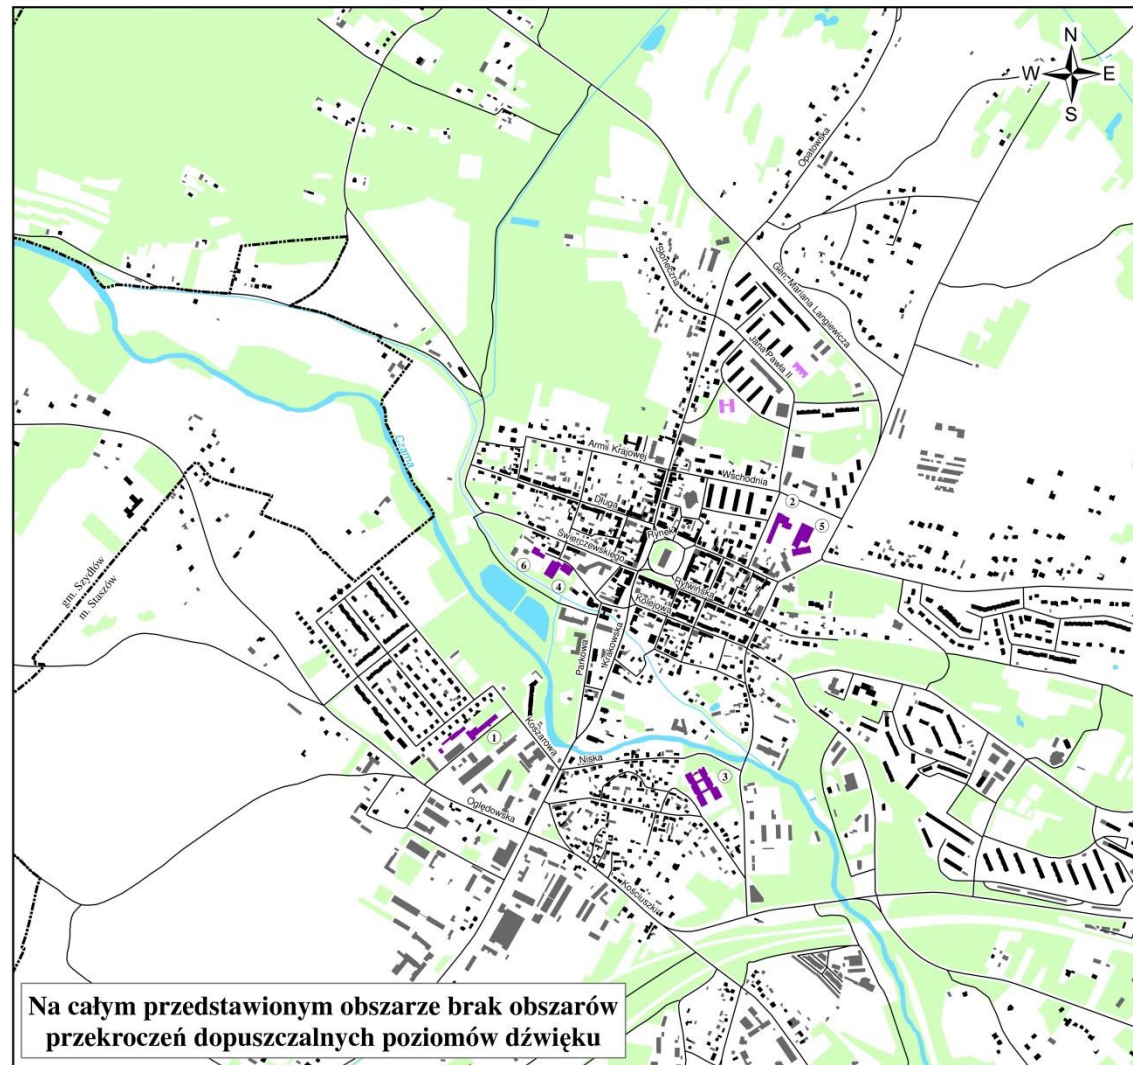 N
W E
S
Opatowska
Słoneczna
Gen. Mariana Langiewicza
Jana Pawła II
Czarna
Armii Krajowej
Wschodnia
Długa
2
5
Rynek
Świerczewskiego
6
4
Rytwińska
Kolejowa
gm. Szydłów
m. Staszów
Parkowa
Krakowska
Koszarowa
1
Niska
3
Oględowska
Kościuszki
Na całym przedstawionym obszarze brak obszarów
przekroczeń dopuszczalnych poziomów dźwięku